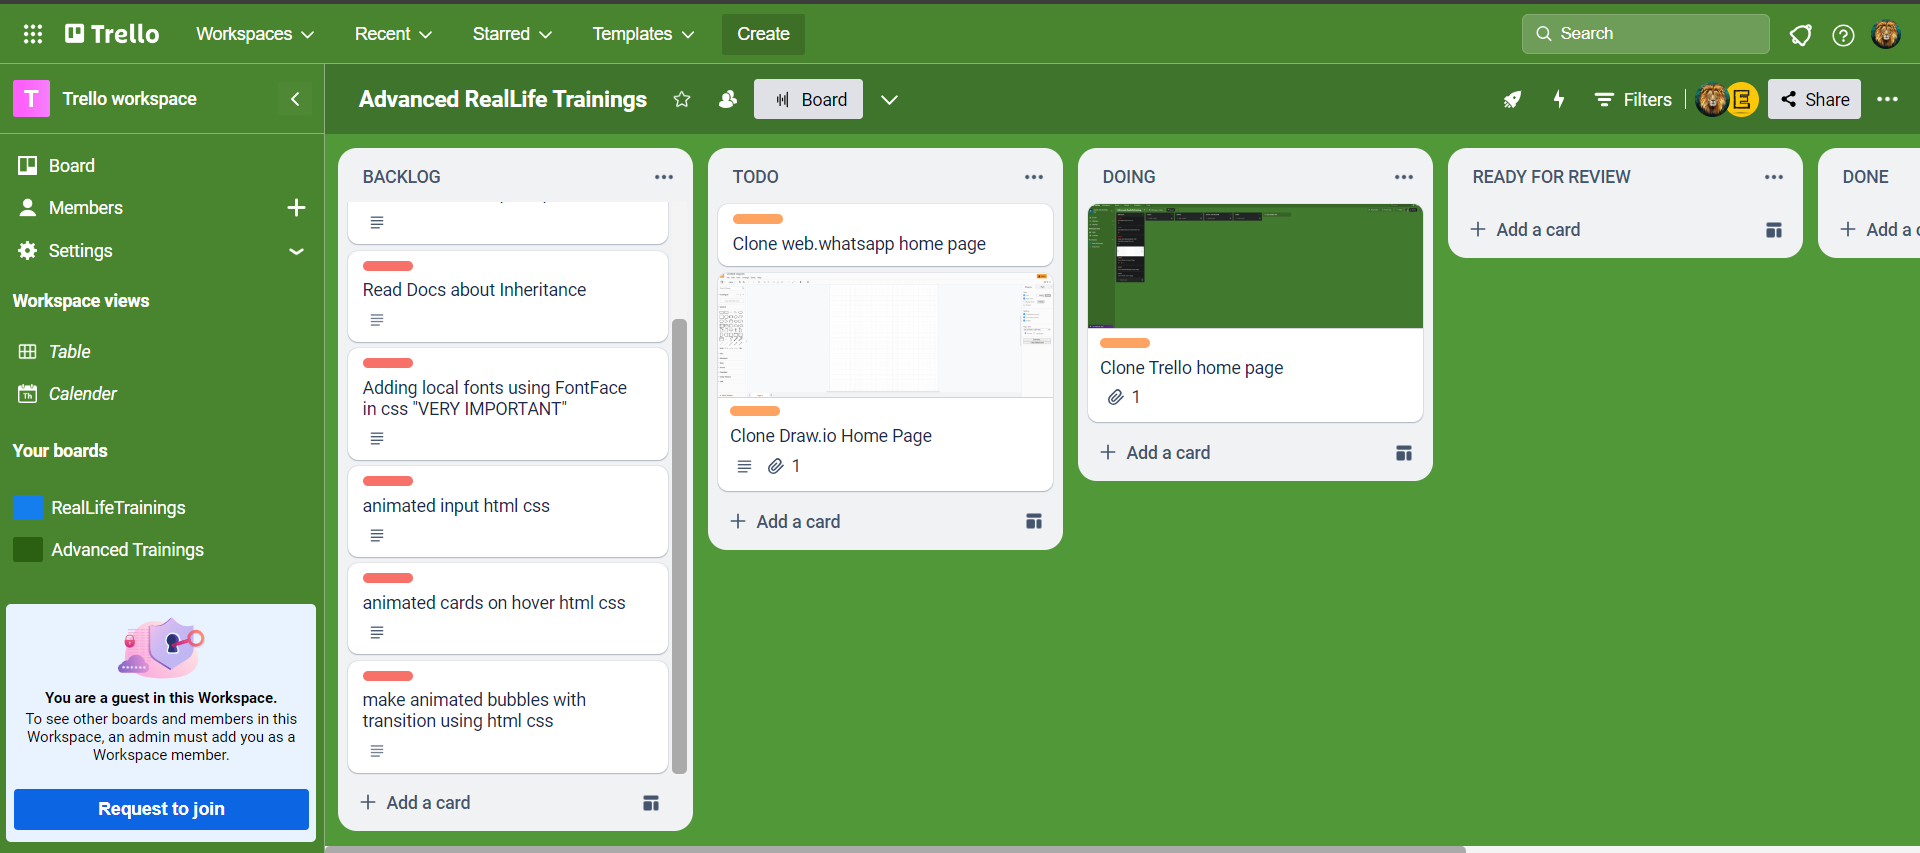 Trello
Workspaces
Recent
Starred
Templates
Create
Search
T
Trello workspace
Advanced RealLife Trainings
Board
Filters
E
Share
Board
Members
Settings
Workspace views
Table
Th
Calender
Your boards
RealLifeTrainings
Advanced Trainings
You are a guest in this Workspace.
To see other boards and members in this
Workspace, an admin must add you as a
Workspace member.
Request to join
BACKLOG
Read Docs about Inheritance
Adding local fonts using FontFace
in css "VERY IMPORTANT"
animated input html css
animated cards on hover html css
make animated bubbles with
transition using html css
Add a card
TODO
Clone web.whatsapp home page
Clone Draw.io Home Page
1
Add a card
DOING
Clone Trello home page
1
Add a card
READY FOR REVIEW
Add a card
DONE
Add a